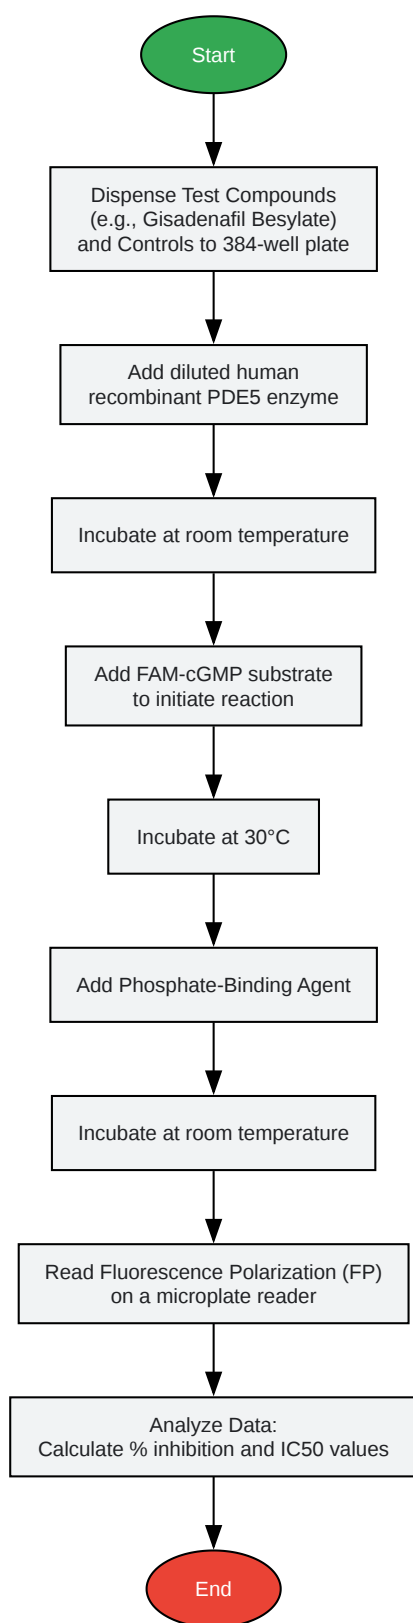 Start
Dispense Test Compounds
(e.g., Gisadenafil Besylate)
and Controls to 384-well plate
Add diluted human
recombinant PDE5 enzyme
Incubate at room temperature
Add FAM-cGMP substrate
to initiate reaction
Incubate at 30°C
Add Phosphate-Binding Agent
Incubate at room temperature
Read Fluorescence Polarization (FP)
on a microplate reader
Analyze Data:
Calculate % inhibition and IC50 values
End